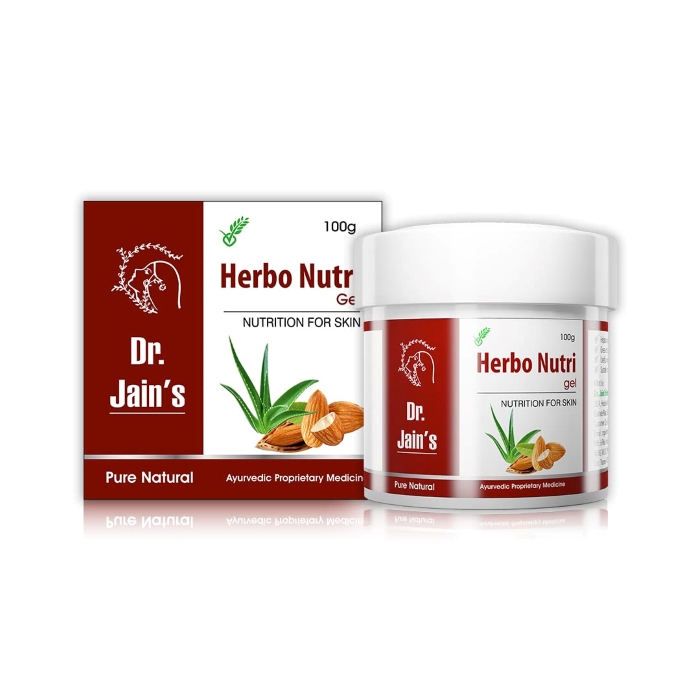 100g
Herbo Nutri
Gel
NUTRITION FOR SKIN
Dr.
Jain's
Pure Natural
Ayurvedic Proprietary Medicine
100g
Herbo Nutri
gel
NUTRITION FOR SKIN
Dr.
Jain's
Pure Natural
Ayurvedic Proprietary Medicine